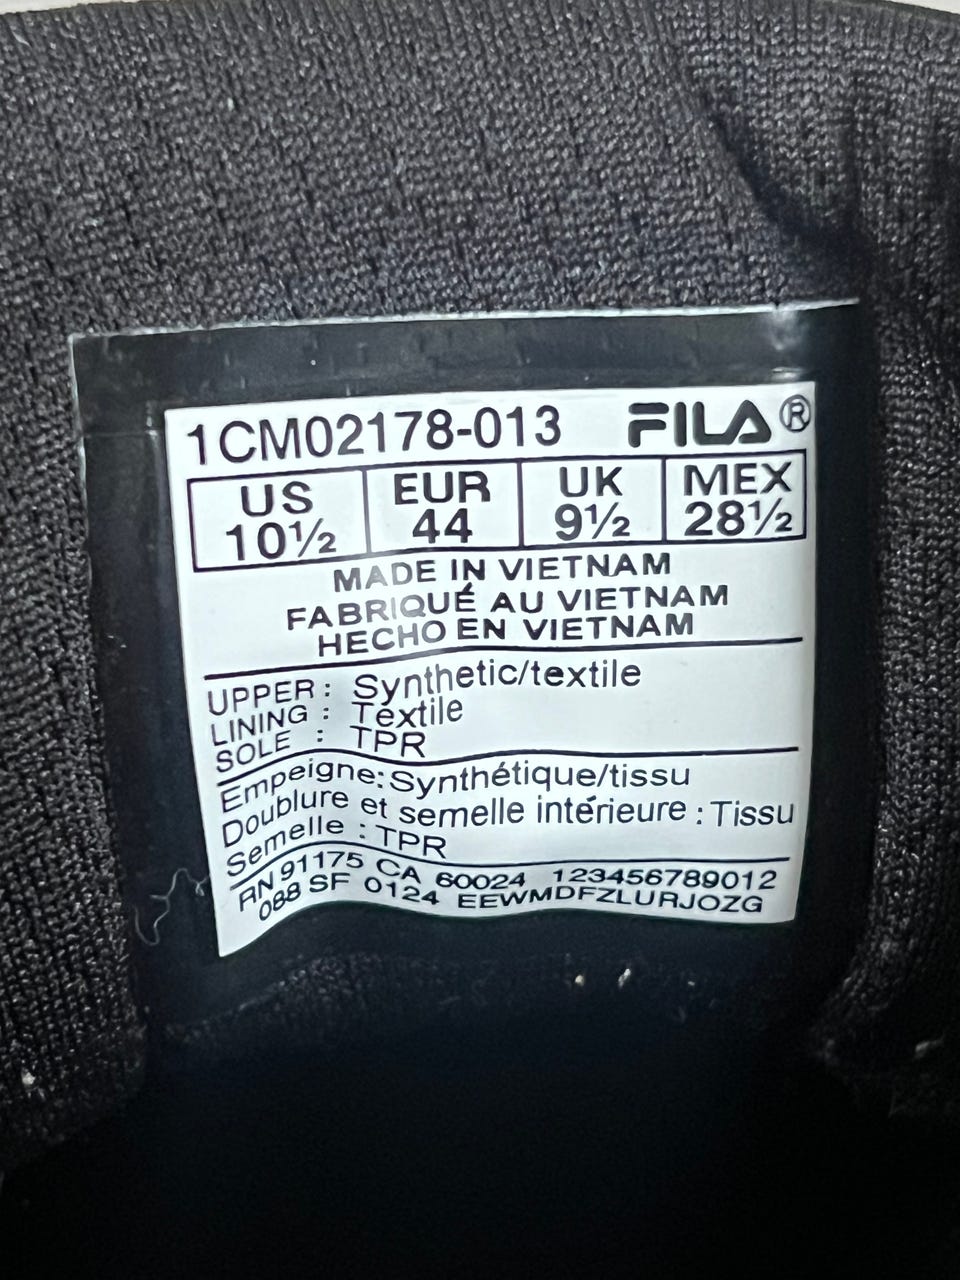 1CM02178-013 FILA®
US EUR UK MEX
10½ 44 9½ 28½
MADE IN VIETNAM
FABRIQUÉ AU VIETNAM
HECHO EN VIETNAM
UPPER : Synthetic/textile
LINING : Textile
SOLE : TPR
Empeigne:Synthétique/tissu
Doublure et semelle intérieure : Tissu
Semelle : TPR
RN 91175 CA 60024 123456789012
088 SF 0124 EEWMDFZLURJOZG